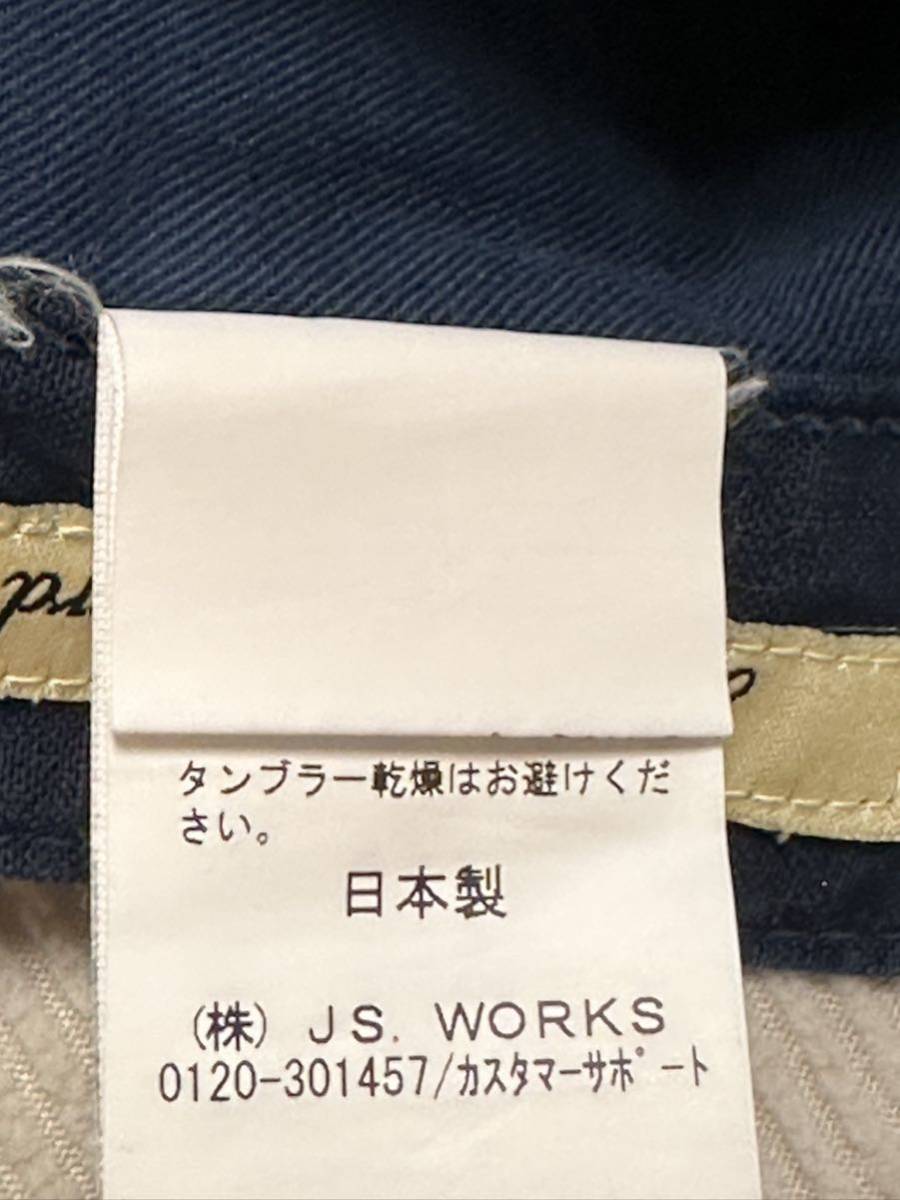 タンブラー乾燥はお避けくだ
さい。
日本製
(株) JS. WORKS
0120-301457/ｶｽﾀﾏｰｻﾎﾟｰﾄ